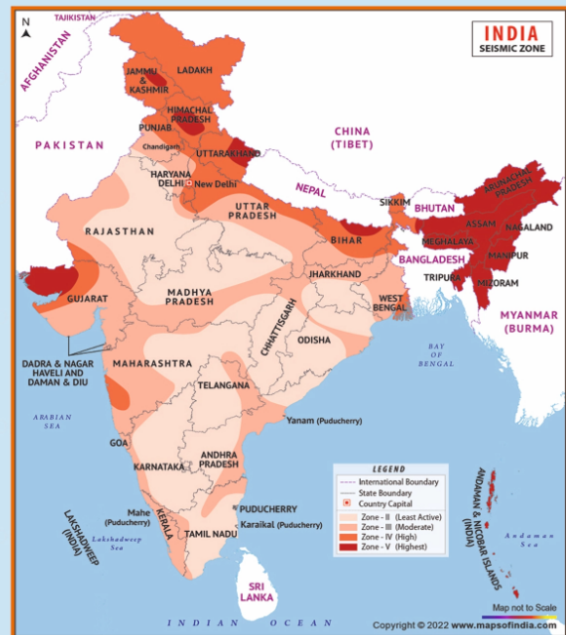 TAJIKISTAN
N
INDIA
SEISMIC ZONE
AFGHANISTAN
LADAKH
JAMMU
&
KASHMIR
HIMACHAL
PRADESH
PAKISTAN
PUNJAB
Chandigarh
CHINA
(TIBET)
UTTARAKHAND
HARYANA
DELHI
New Delhi
NEPAL
ARUNACHAL
PRADESH
SIKKIM
BHUTAN
UTTAR
PRADESH
RAJASTHAN
ASSAM
NAGALAND
BIHAR
MEGHALAYA
MANIPUR
BANGLADESH
JHARKHAND
TRIPURA
MIZORAM
GUJARAT
MADHYA
PRADESH
WEST
BENGAL
MYANMAR
(BURMA)
CHHATTISGARH
ODISHA
DADRA & NAGAR
HAVELI AND
DAMAN & DIU
MAHARASHTRA
BAY
OF
BENGAL
TELANGANA
ARABIAN
SEA
Yanam (Puducherry)
GOA
ANDHRA
PRADESH
KARNATAKA
LEGEND
International Boundary
State Boundary
Country Capital
Zone - II (Least Active)
Zone - III (Moderate)
Zone - IV (High)
Zone - V (Highest)
ANDAMAN &
NICOBAR ISLANDS
(INDIA)
Andaman
Sea
Mahe
(Puducherry)
PUDUCHERRY
Karaikal (Puducherry)
KERALA
TAMIL NADU
LAKSHADWEEP
(INDIA)
Lakshadweep
Sea
SRI
LANKA
Map not to Scale
INDIAN OCEAN
Copyright © 2022 www.mapsofindia.com